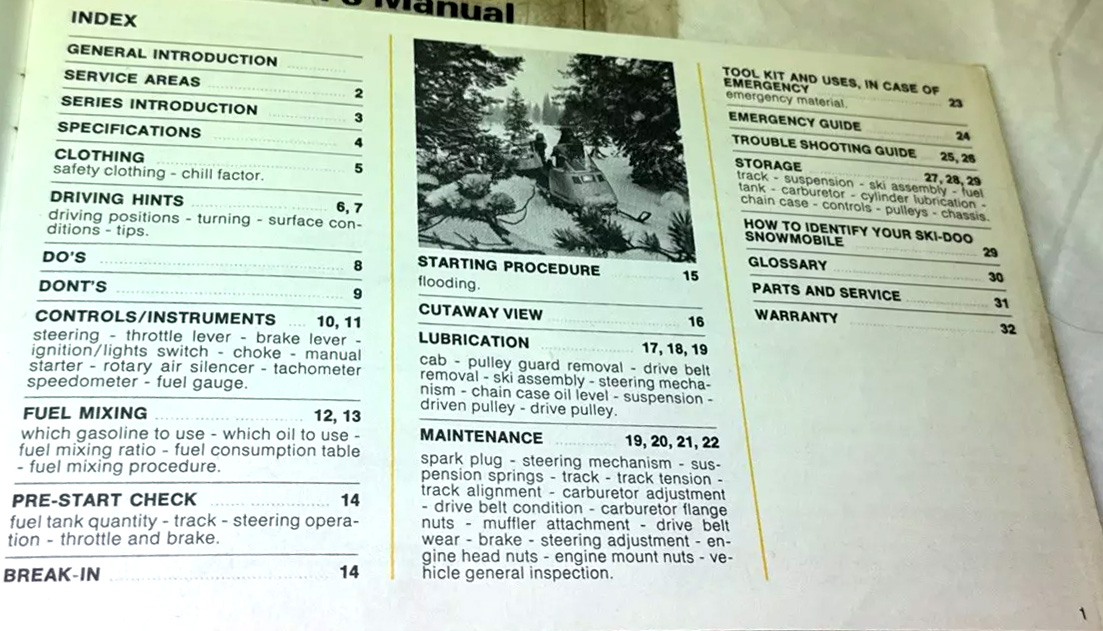 Manual
INDEX
GENERAL INTRODUCTION
SERVICE AREAS 2
SERIES INTRODUCTION 3
SPECIFICATIONS 4
CLOTHING 5
safety clothing - chill factor.
DRIVING HINTS 6, 7
driving positions - turning - surface con-
ditions - tips.
DO'S 8
DONT'S 9
CONTROLS/INSTRUMENTS 10, 11
steering - throttle lever - brake lever -
ignition/lights switch - choke - manual
starter - rotary air silencer - tachometer
speedometer - fuel gauge.
FUEL MIXING 12, 13
which gasoline to use - which oil to use -
fuel mixing ratio - fuel consumption table
- fuel mixing procedure.
PRE-START CHECK 14
fuel tank quantity - track - steering opera-
tion - throttle and brake.
BREAK-IN 14
STARTING PROCEDURE 15
flooding.
CUTAWAY VIEW 16
LUBRICATION 17, 18, 19
cab - pulley guard removal - drive belt
removal - ski assembly - steering mecha-
nism - chain case oil level - suspension -
driven pulley - drive pulley.
MAINTENANCE 19, 20, 21, 22
spark plug - steering mechanism - sus-
pension springs - track - track tension -
track alignment - carburetor adjustment
- drive belt condition - carburetor flange
nuts - muffler attachment - drive belt
wear - brake - steering adjustment - en-
gine head nuts - engine mount nuts - ve-
hicle general inspection.
TOOL KIT AND USES, IN CASE OF
EMERGENCY 23
emergency material.
EMERGENCY GUIDE 24
TROUBLE SHOOTING GUIDE 25, 26
STORAGE 27, 28, 29
track - suspension - ski assembly - fuel
tank - carburetor - cylinder lubrication -
chain case - controls - pulleys - chassis.
HOW TO IDENTIFY YOUR SKI-DOO
SNOWMOBILE 29
GLOSSARY 30
PARTS AND SERVICE 31
WARRANTY 32
1